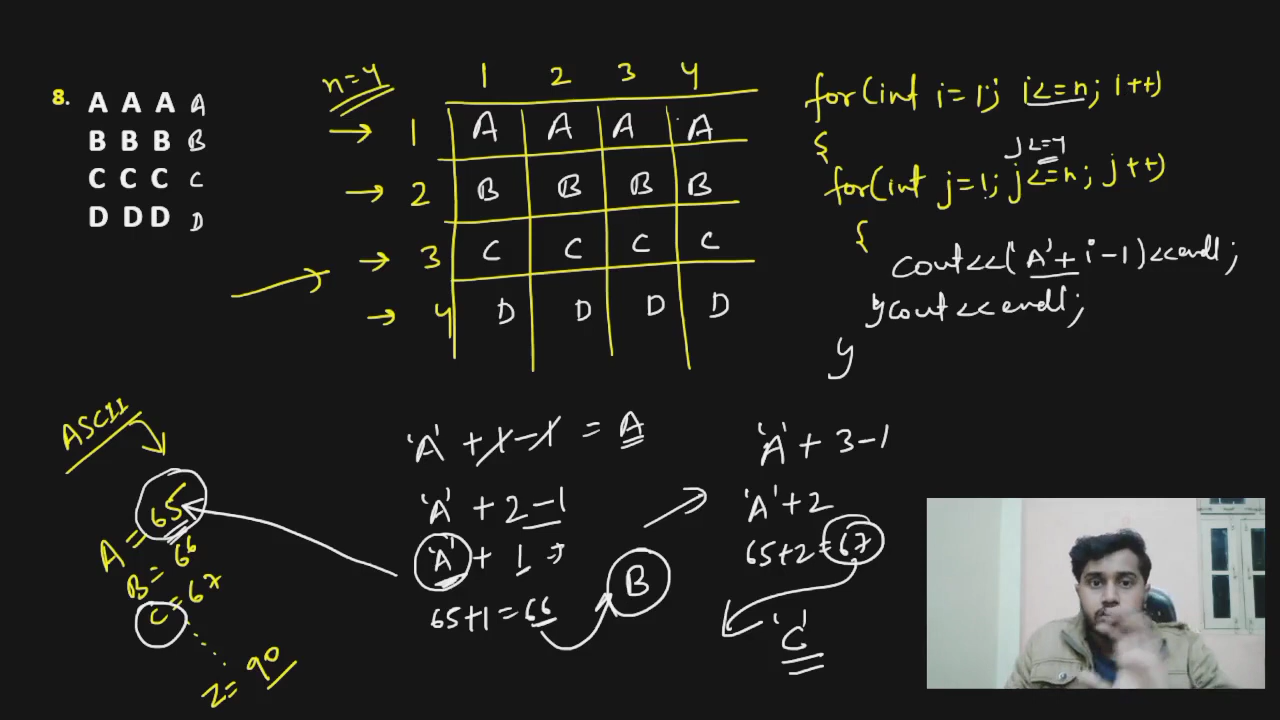 8.
A A A A
B B B B
C C C C
D D D D
n=4
1 2 3 4
1 A A A A
2 B B B B
3 C C C C
4 D D D D
for(int i=1; i<=n; i++)
{
j<=4
for(int j=1; j<=n; j++)
{
cout<<('A'+i-1)<<endl;
}cout<<endl;
}
ASCII
A = 65
B = 66
C = 67
Z = 90
'A' + 1 - 1 = A
'A' + 2 - 1
'A' + 1 ⇒
65+1 = 66
B
'A' + 3 - 1
'A' + 2
65+2 = 67
'C'